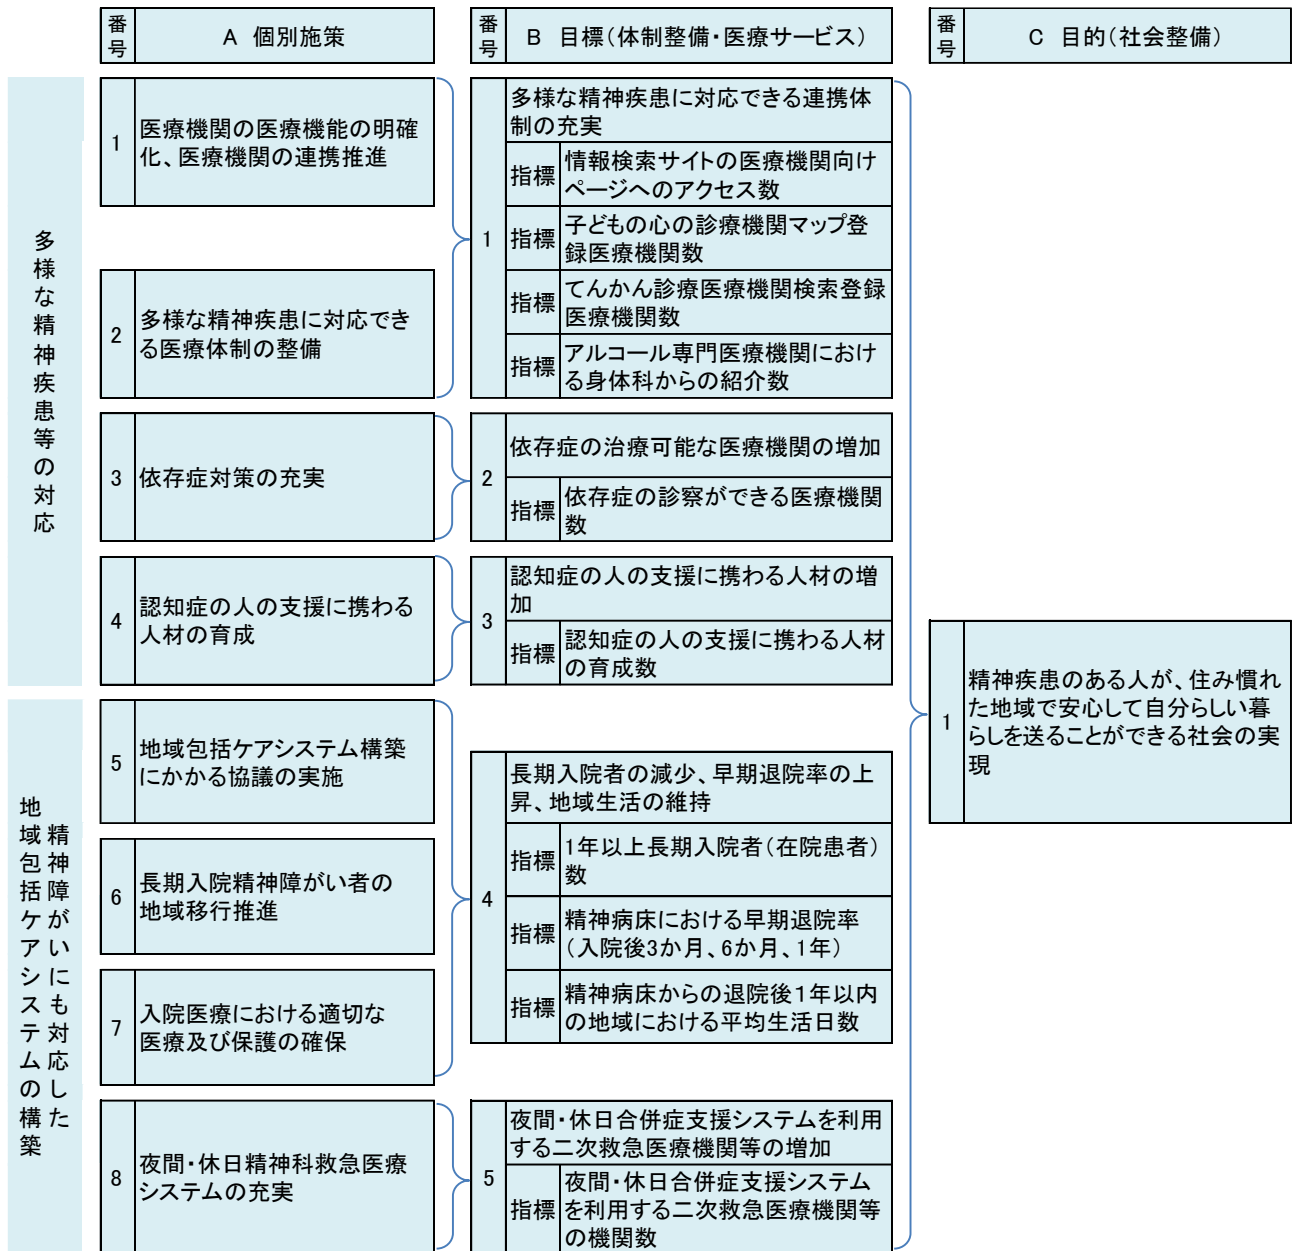 番号
A 個別施策
番号
B 目標(体制整備・医療サービス)
番号
C 目的(社会整備)
多様な精神疾患等の対応
1
医療機関の医療機能の明確
化、医療機関の連携推進
2
多様な精神疾患に対応でき
る医療体制の整備
3
依存症対策の充実
4
認知症の人の支援に携わる
人材の育成
精神障がいにも対応した
地域包括ケアシステムの構築
5
地域包括ケアシステム構築
にかかる協議の実施
6
長期入院精神障がい者の
地域移行推進
7
入院医療における適切な
医療及び保護の確保
8
夜間・休日精神科救急医療
システムの充実
1
多様な精神疾患に対応できる連携体
制の充実
指標
情報検索サイトの医療機関向け
ページへのアクセス数
指標
子どもの心の診療機関マップ登
録医療機関数
指標
てんかん診療医療機関検索登録
医療機関数
指標
アルコール専門医療機関におけ
る身体科からの紹介数
2
依存症の治療可能な医療機関の増加
指標
依存症の診察ができる医療機関
数
3
認知症の人の支援に携わる人材の増
加
指標
認知症の人の支援に携わる人材
の育成数
4
長期入院者の減少、早期退院率の上
昇、地域生活の維持
指標
1年以上長期入院者(在院患者)
数
指標
精神病床における早期退院率
(入院後3か月、6か月、1年)
指標
精神病床からの退院後1年以内
の地域における平均生活日数
5
夜間・休日合併症支援システムを利用
する二次救急医療機関等の増加
指標
夜間・休日合併症支援システム
を利用する二次救急医療機関等
の機関数
1
精神疾患のある人が、住み慣れ
た地域で安心して自分らしい暮
らしを送ることができる社会の実
現